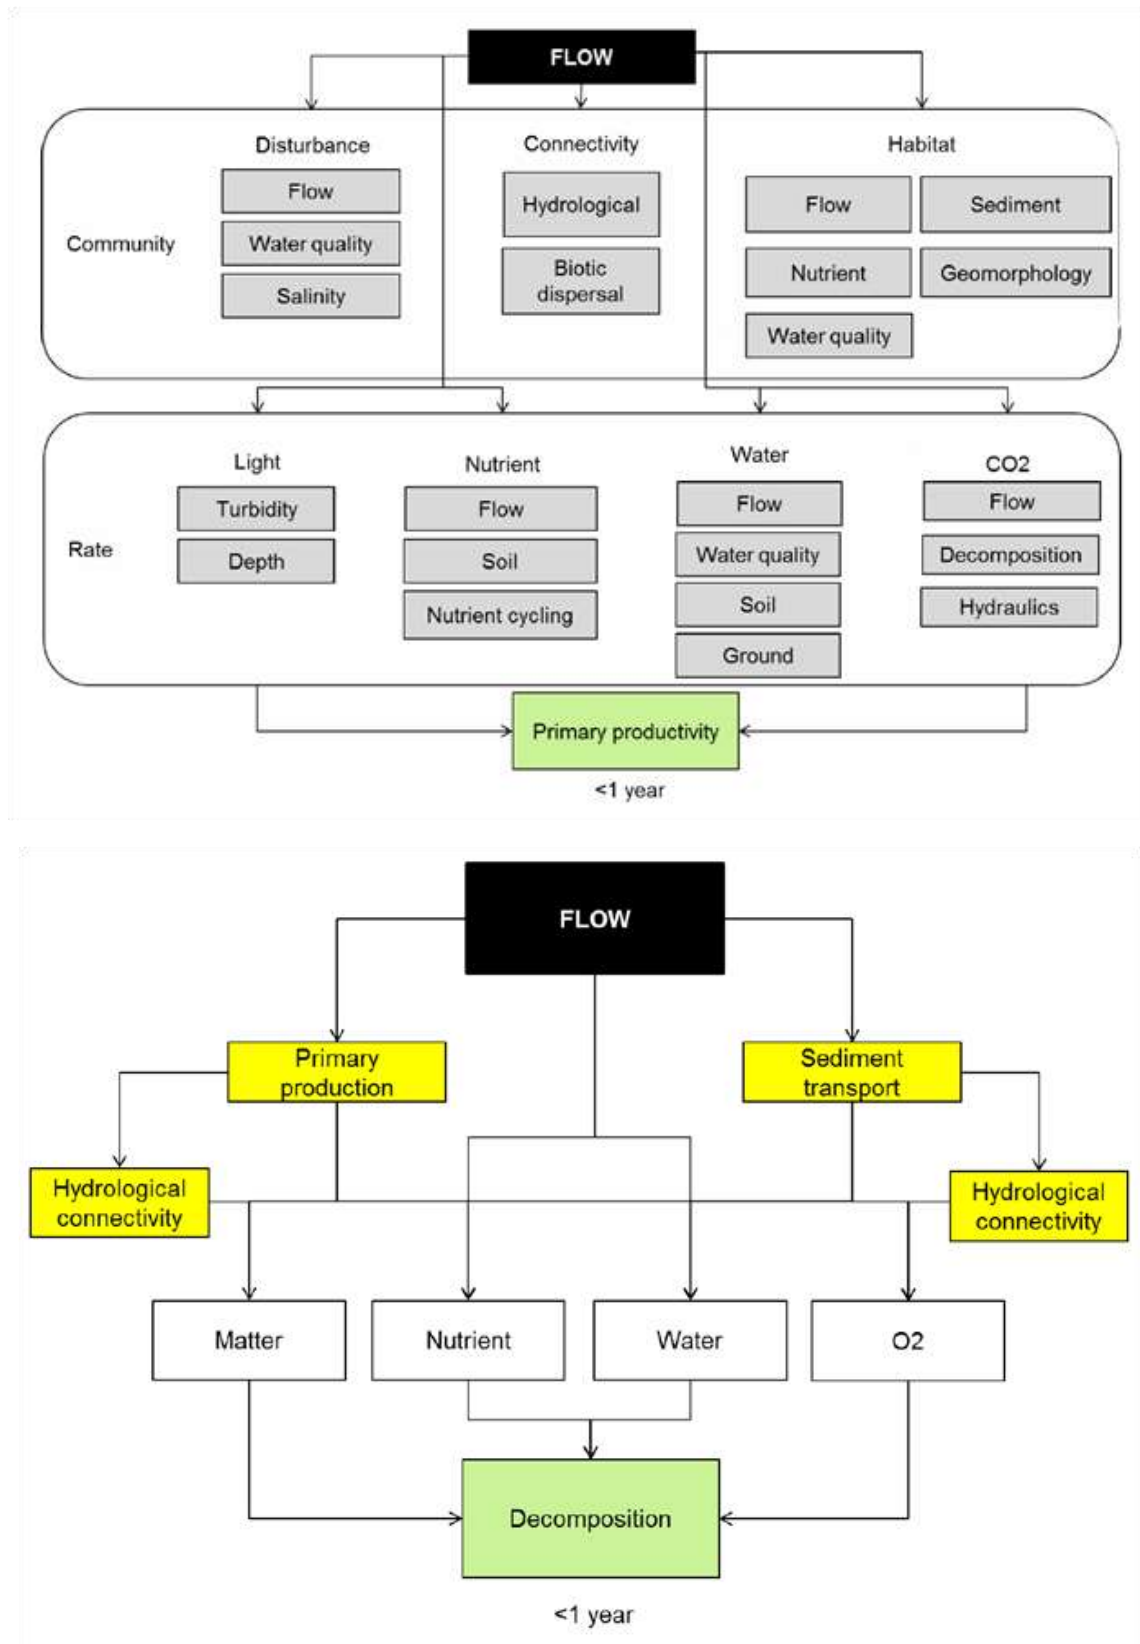 FLOW
Disturbance
Connectivity
Habitat
Community
Flow
Water quality
Salinity
Hydrological
Biotic
dispersal
Flow
Sediment
Nutrient
Geomorphology
Water quality
Rate
Light
Turbidity
Depth
Nutrient
Flow
Soil
Nutrient cycling
Water
Flow
Water quality
Soil
Ground
CO2
Flow
Decomposition
Hydraulics
Primary productivity
<1 year
FLOW
Primary
production
Sediment
transport
Hydrological
connectivity
Hydrological
connectivity
Matter
Nutrient
Water
O2
Decomposition
<1 year